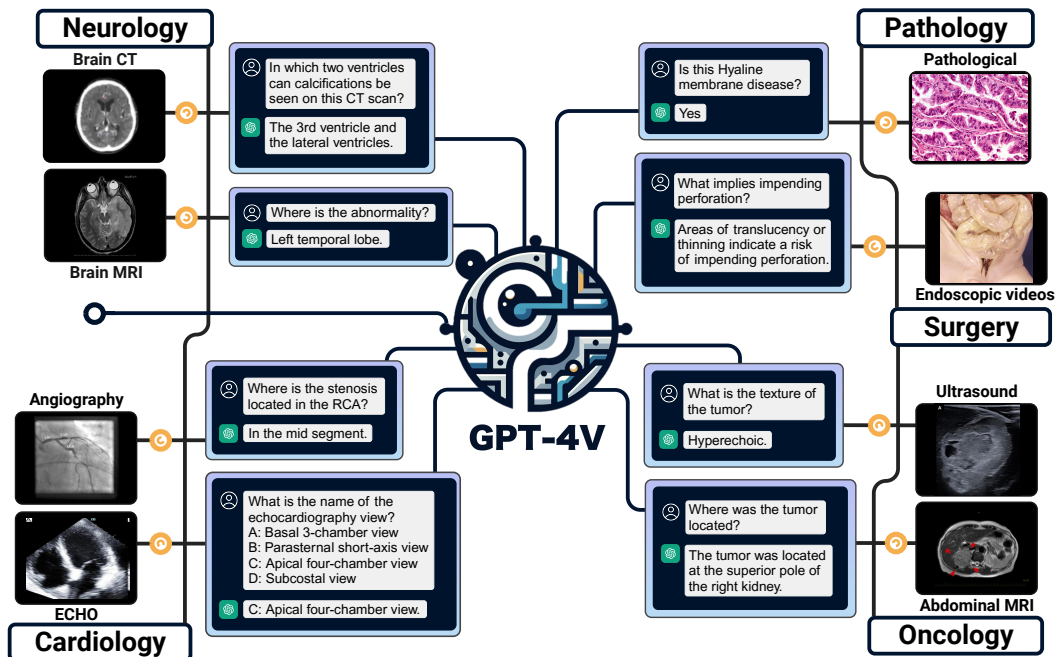 Neurology
Brain CT
In which two ventricles
can calcifications be
seen on this CT scan?
The 3rd ventricle and
the lateral ventricles.
Where is the abnormality?
Left temporal lobe.
Brain MRI
Pathology
Pathological
Is this Hyaline
membrane disease?
Yes
What implies impending
perforation?
Areas of translucency or
thinning indicate a risk
of impending perforation.
Endoscopic videos
Surgery
GPT-4V
Angiography
Where is the stenosis
located in the RCA?
In the mid segment.
What is the name of the
echocardiography view?
A: Basal 3-chamber view
B: Parasternal short-axis view
C: Apical four-chamber view
D: Subcostal view
C: Apical four-chamber view.
ECHO
Cardiology
Ultrasound
A
What is the texture of
the tumor?
Hyperechoic.
Where was the tumor
located?
The tumor was located
at the superior pole of
the right kidney.
Abdominal MRI
Oncology